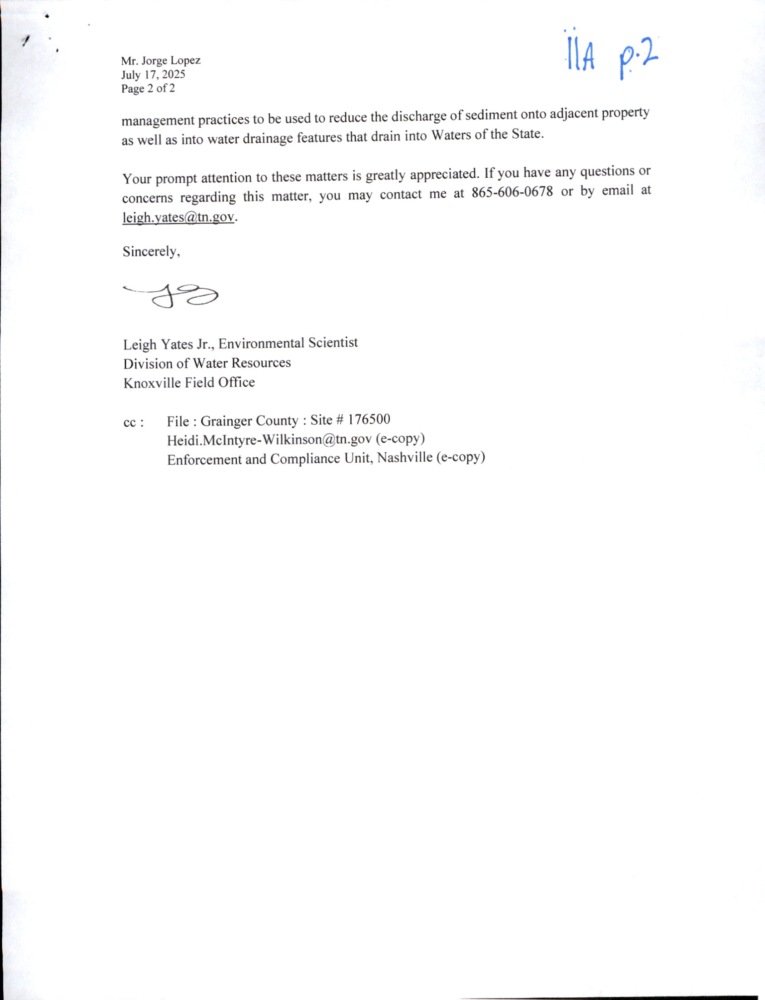 iiA p.2
Mr. Jorge Lopez
July 17, 2025
Page 2 of 2
management practices to be used to reduce the discharge of sediment onto adjacent property
as well as into water drainage features that drain into Waters of the State.
Your prompt attention to these matters is greatly appreciated. If you have any questions or
concerns regarding this matter, you may contact me at 865-606-0678 or by email at
leigh.yates@tn.gov.
Sincerely,
Leigh Yates Jr., Environmental Scientist
Division of Water Resources
Knoxville Field Office
cc : File : Grainger County : Site # 176500
Heidi.McIntyre-Wilkinson@tn.gov (e-copy)
Enforcement and Compliance Unit, Nashville (e-copy)